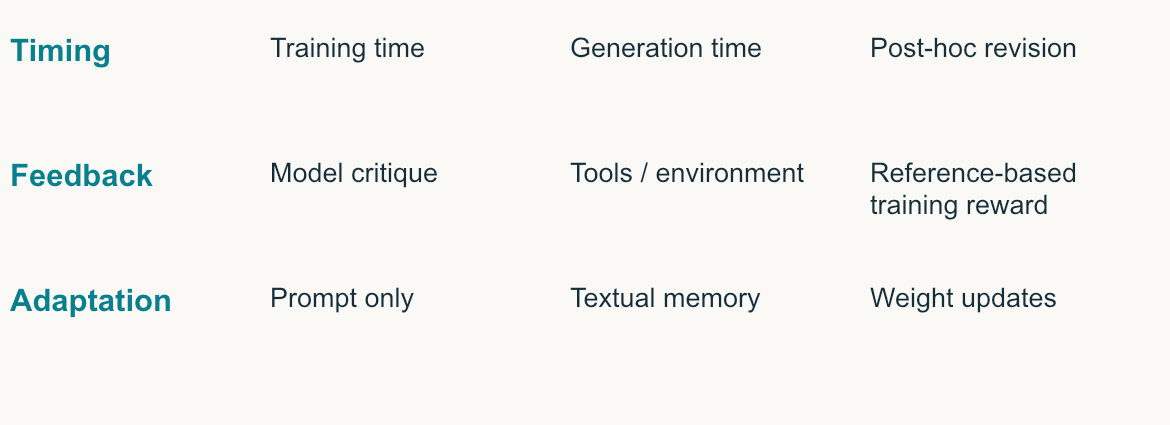 Timing Training time Generation time Post-hoc revision
Feedback Model critique Tools / environment Reference-based
training reward
Adaptation Prompt only Textual memory Weight updates